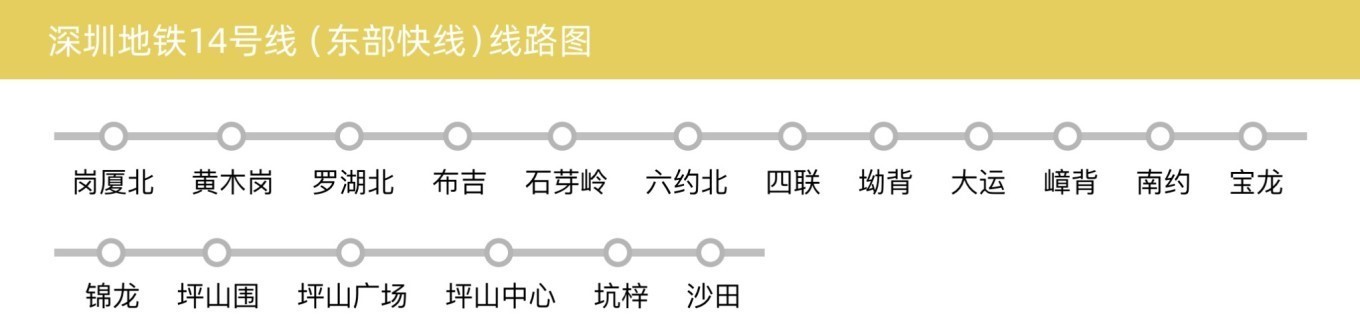 深圳地铁14号线（东部快线）线路图
岗厦北 黄木岗 罗湖北 布吉 石芽岭 六约北 四联 坳背 大运 嶂背 南约 宝龙
锦龙 坪山围 坪山广场 坪山中心 坑梓 沙田